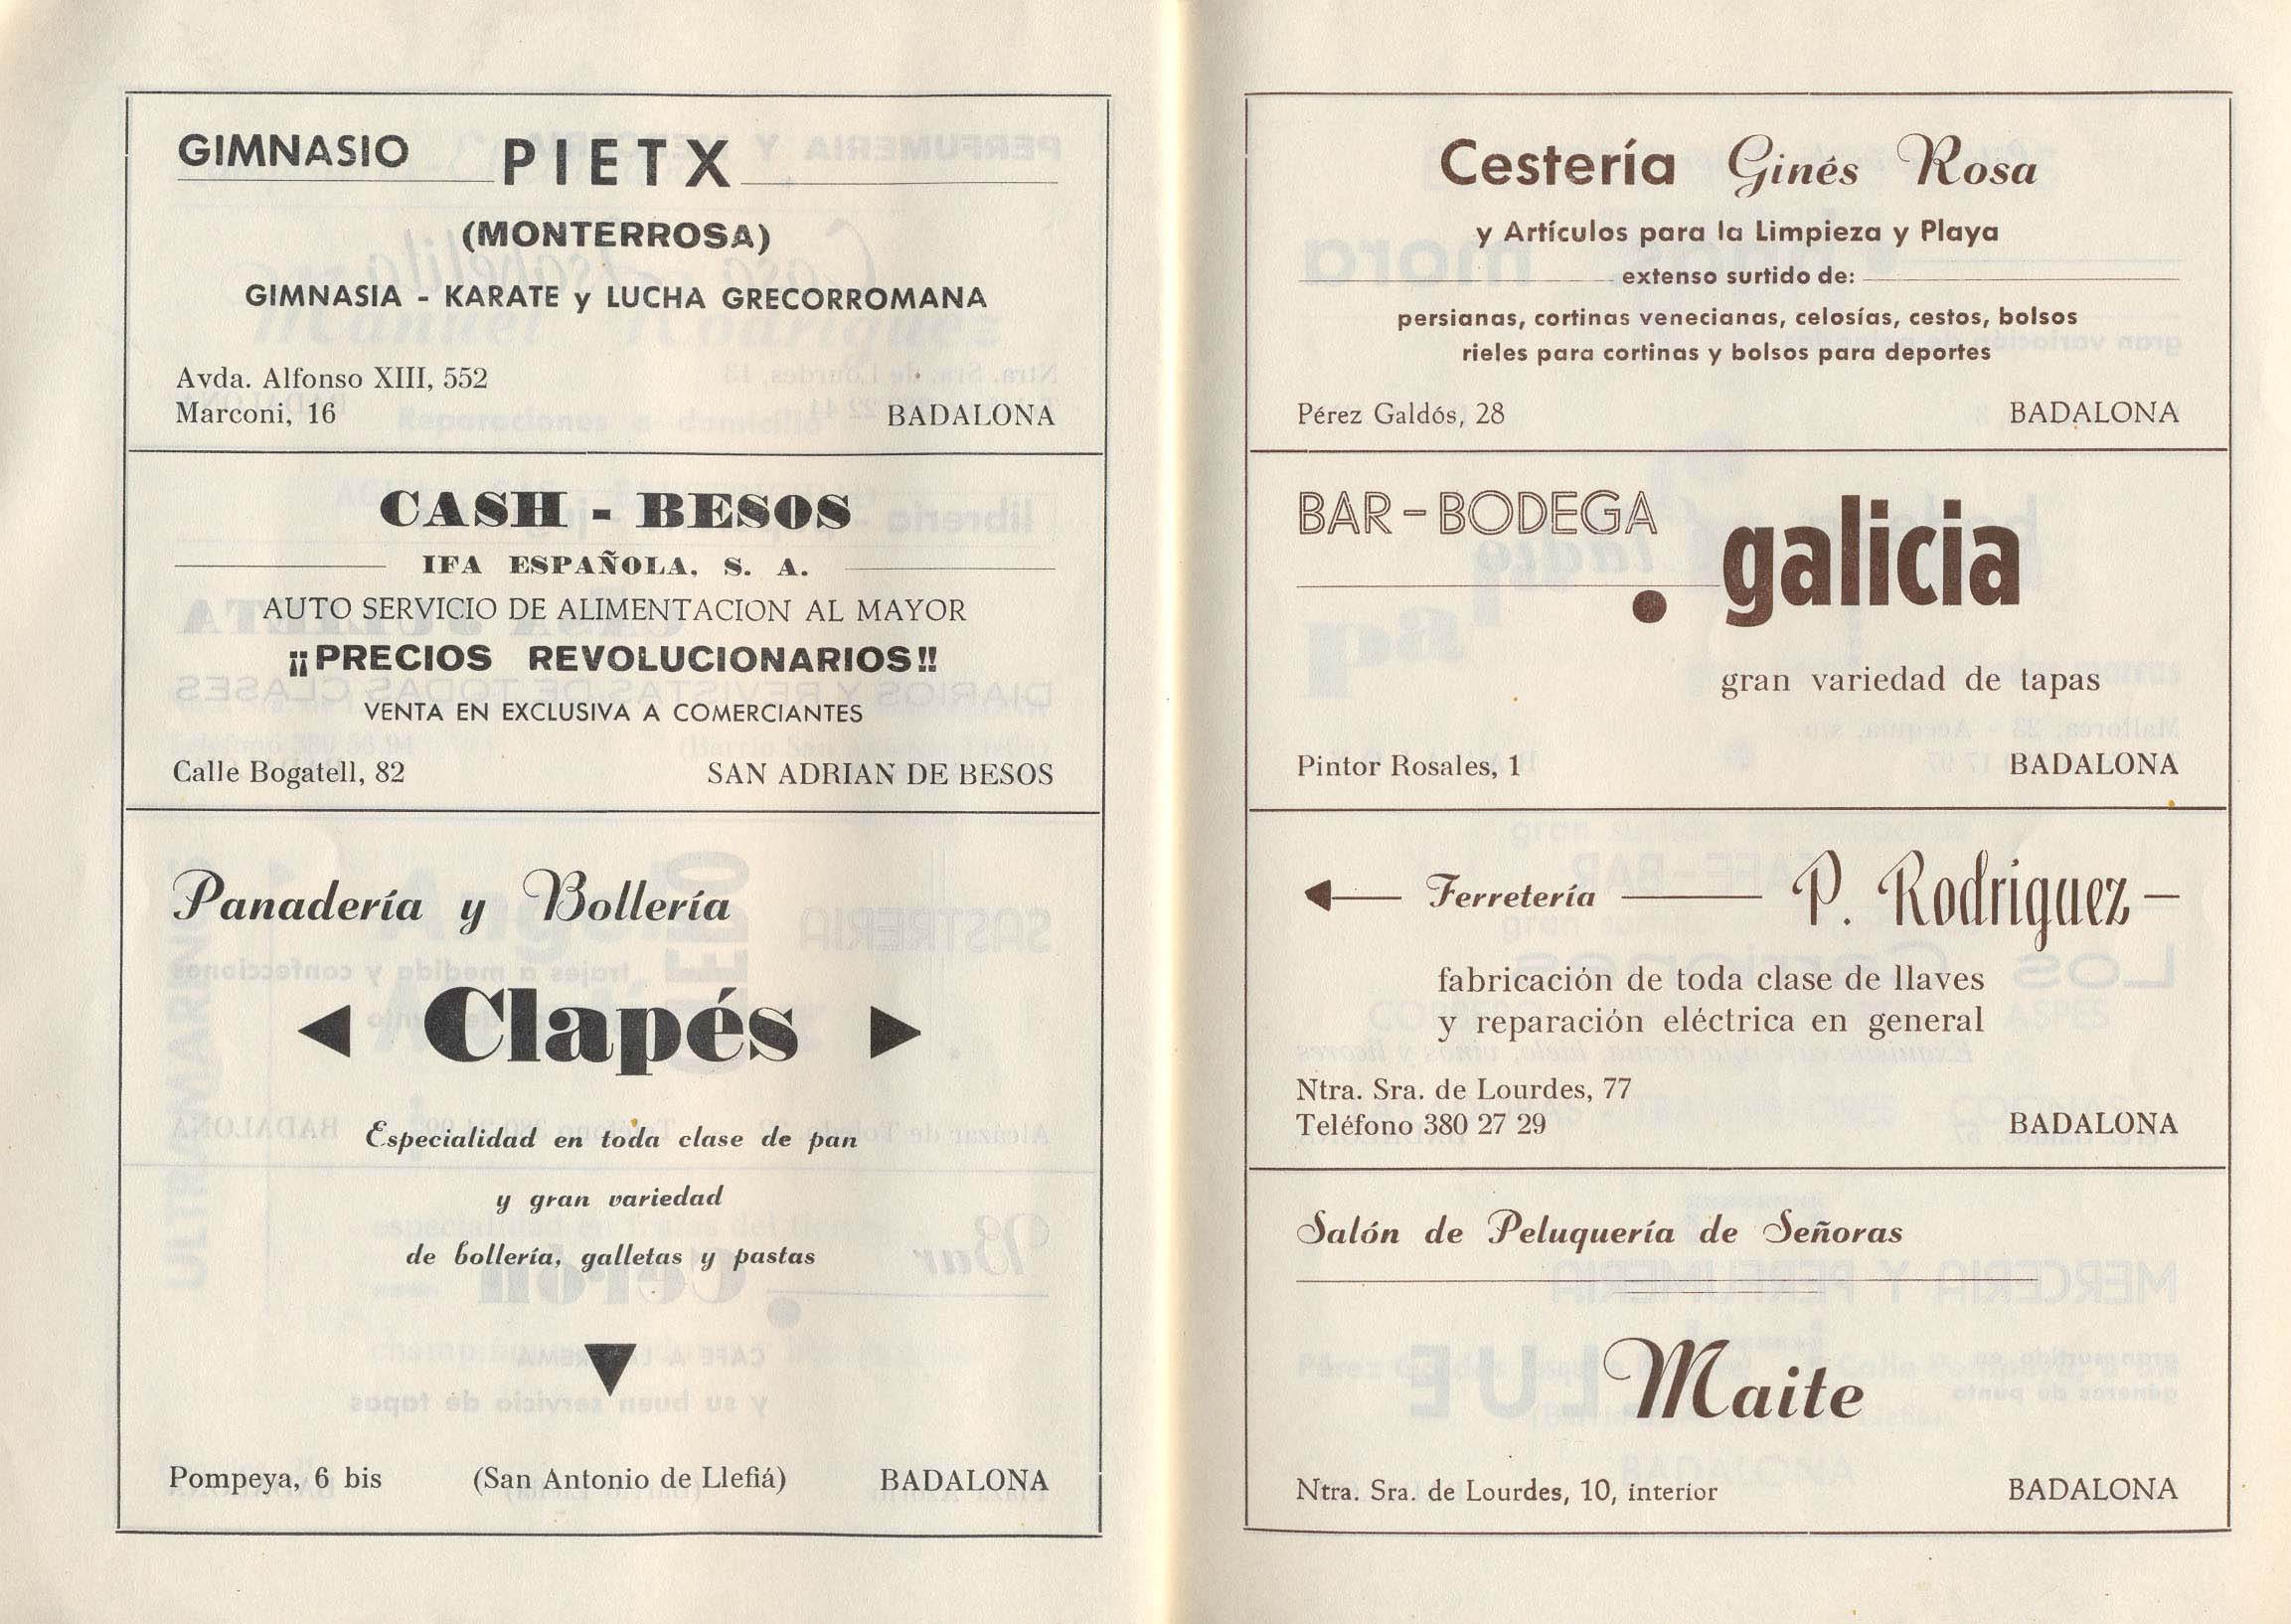 GIMNASIO PIETX
(MONTERROSA)
GIMNASIA - KARATE y LUCHA GRECORROMANA
Avda. Alfonso XIII, 552
Marconi, 16 BADALONA
CASH - BESOS
IFA ESPAÑOLA, S. A.
AUTO SERVICIO DE ALIMENTACION AL MAYOR
¡¡PRECIOS REVOLUCIONARIOS!!
VENTA EN EXCLUSIVA A COMERCIANTES
Calle Bogatell, 82 SAN ADRIAN DE BESOS
Panadería y Bollería
Clapés
Especialidad en toda clase de pan
y gran variedad
de bollería, galletas y pastas
Pompeya, 6 bis (San Antonio de Llefiá) BADALONA
Cestería Ginés Rosa
y Artículos para la Limpieza y Playa
extenso surtido de:
persianas, cortinas venecianas, celosías, cestos, bolsos
rieles para cortinas y bolsos para deportes
Pérez Galdós, 28 BADALONA
BAR-BODEGA galicia
gran variedad de tapas
Pintor Rosales, 1 BADALONA
Ferretería P. Rodriguez
fabricación de toda clase de llaves
y reparación eléctrica en general
Ntra. Sra. de Lourdes, 77
Teléfono 380 27 29 BADALONA
Salón de Peluquería de Señoras
Maite
Ntra. Sra. de Lourdes, 10, interior BADALONA